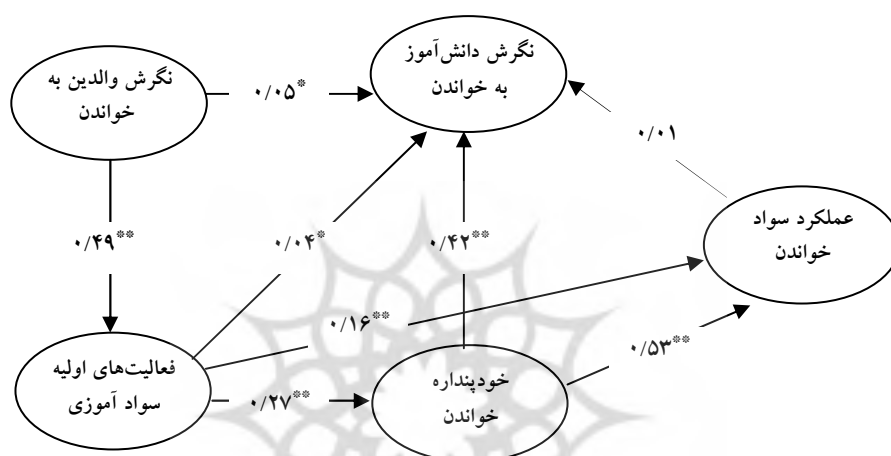 نگرش دانش‌آموز
به خواندن
نگرش والدین به
خواندن
۰/۰۵*
۰/۰۱
عملکرد سواد
خواندن
۰/۴۹**
۰/۰۴*
۰/۴۲**
۰/۱۶**
۰/۵۳**
فعالیت‌های اولیه
سواد آموزی
۰/۲۷**
خودپنداره
خواندن